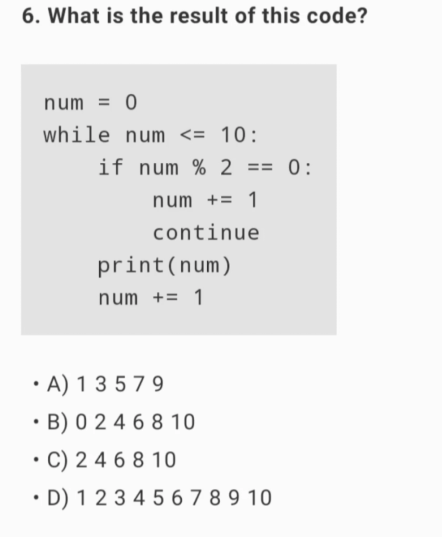 6. What is the result of this code?
num = 0
while num <= 10:
    if num % 2 == 0:
        num += 1
        continue
    print(num)
    num += 1
• A) 1 3 5 7 9
• B) 0 2 4 6 8 10
• C) 2 4 6 8 10
• D) 1 2 3 4 5 6 7 8 9 10